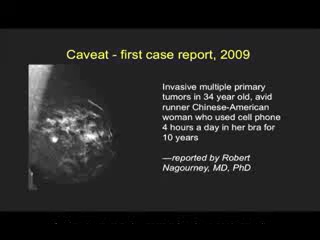 Caveat - first case report, 2009
Invasive multiple primary
tumors in 34 year old, avid
runner Chinese-American
woman who used cell phone
4 hours a day in her bra for
10 years
—reported by Robert
Nagourney, MD, PhD